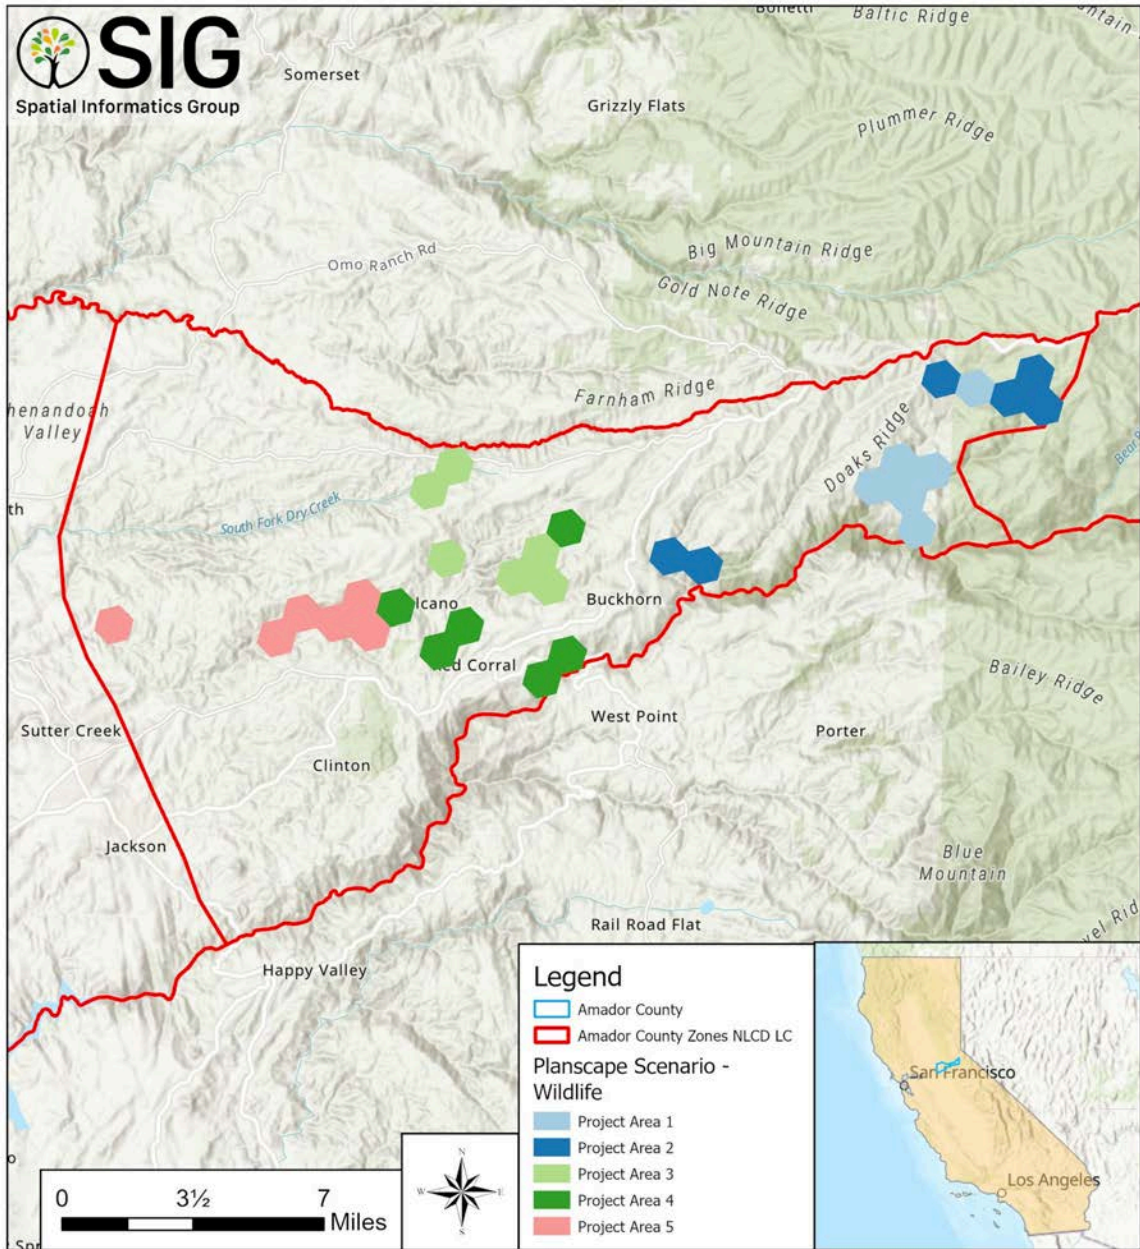 Bonetti
Baltic Ridge
SIG
Spatial Informatics Group
Somerset
Grizzly Flats
Plummer Ridge
Big Mountain Ridge
Omo Ranch Rd
Gold Note Ridge
Farnham Ridge
henandoah
Valley
Doaks Ridge
th
South Fork Dry Creek
lcano
Buckhorn
ed Corral
Bailey Ridge
West Point
Sutter Creek
Porter
Clinton
Jackson
Blue
Mountain
Rail Road Flat
Happy Valley
Legend
Amador County
Amador County Zones NLCD LC
Planscape Scenario -
Wildlife
Project Area 1
Project Area 2
Project Area 3
Project Area 4
Project Area 5
San Francisco
Los Angeles
N
W
E
S
0
3½
7
Miles